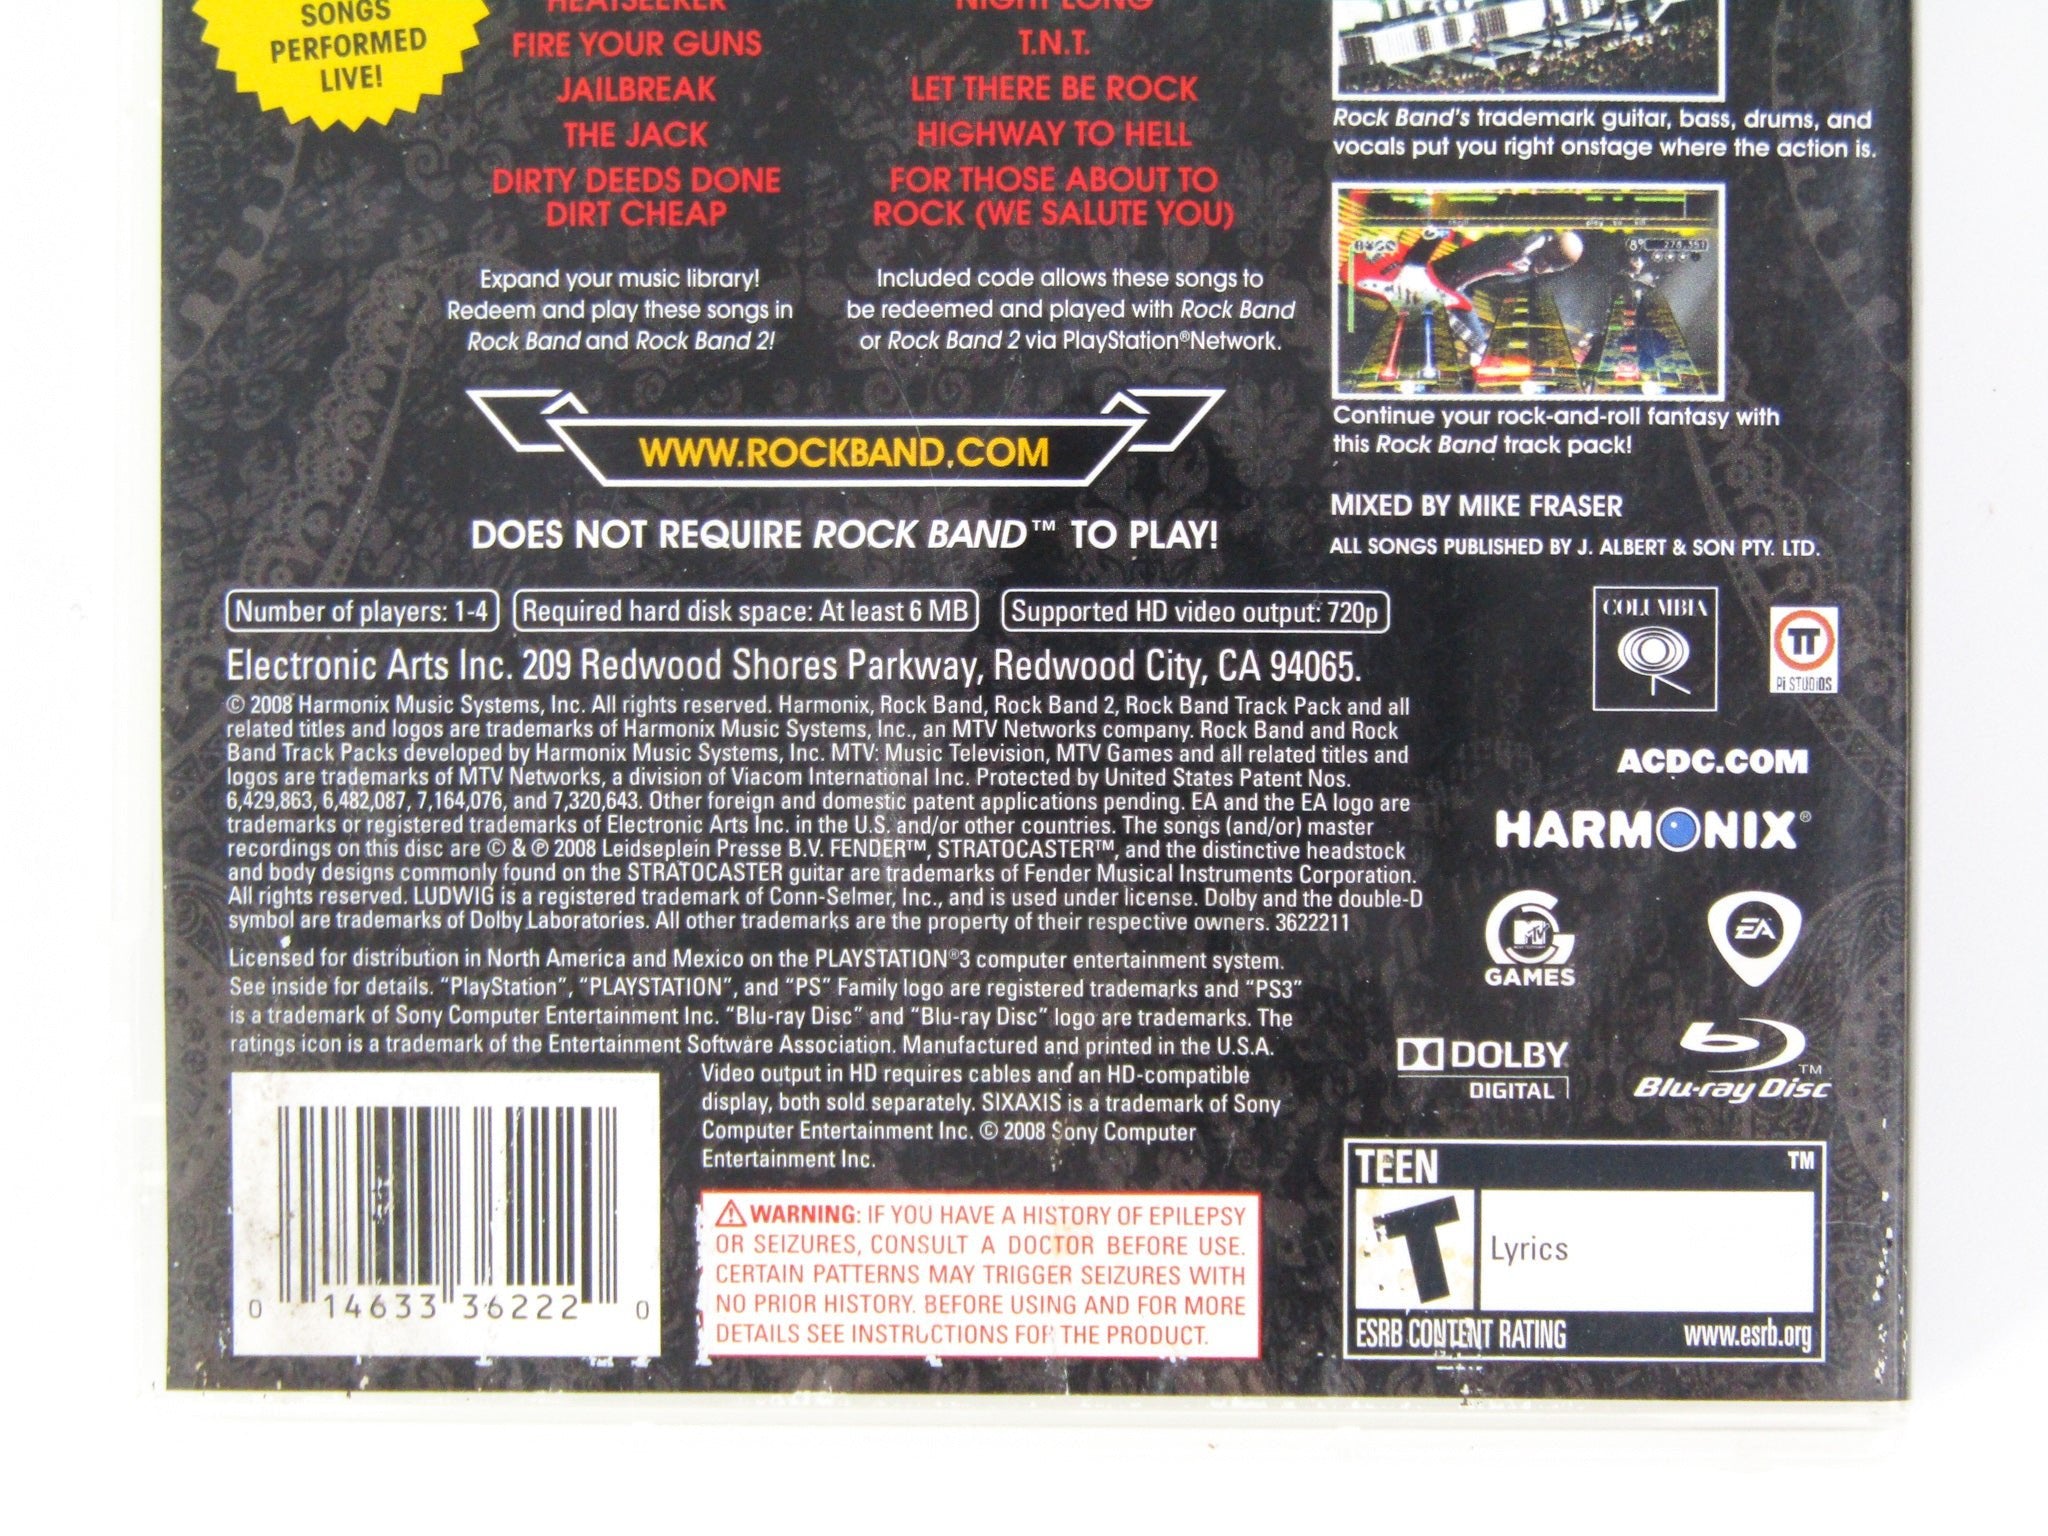 SONGS
PERFORMED
LIVE!
HEATSEEKER
FIRE YOUR GUNS
JAILBREAK
THE JACK
DIRTY DEEDS DONE
DIRT CHEAP
NIGHT LONG
T.N.T.
LET THERE BE ROCK
HIGHWAY TO HELL
FOR THOSE ABOUT TO
ROCK (WE SALUTE YOU)
Expand your music library!
Redeem and play these songs in
Rock Band and Rock Band 2!
Included code allows these songs to
be redeemed and played with Rock Band
or Rock Band 2 via PlayStation®Network.
WWW.ROCKBAND.COM
DOES NOT REQUIRE ROCK BAND™ TO PLAY!
Rock Band's trademark guitar, bass, drums, and
vocals put you right onstage where the action is.
278,351
Continue your rock-and-roll fantasy with
this Rock Band track pack!
MIXED BY MIKE FRASER
ALL SONGS PUBLISHED BY J. ALBERT & SON PTY. LTD.
Number of players: 1-4
Required hard disk space: At least 6 MB
Supported HD video output: 720p
Electronic Arts Inc. 209 Redwood Shores Parkway, Redwood City, CA 94065.
© 2008 Harmonix Music Systems, Inc. All rights reserved. Harmonix, Rock Band, Rock Band 2, Rock Band Track Pack and all
related titles and logos are trademarks of Harmonix Music Systems, Inc., an MTV Networks company. Rock Band and Rock
Band Track Packs developed by Harmonix Music Systems, Inc. MTV: Music Television, MTV Games and all related titles and
logos are trademarks of MTV Networks, a division of Viacom International Inc. Protected by United States Patent Nos.
6,429,863, 6,482,087, 7,164,076, and 7,320,643. Other foreign and domestic patent applications pending. EA and the EA logo are
trademarks or registered trademarks of Electronic Arts Inc. in the U.S. and/or other countries. The songs (and/or) master
recordings on this disc are © & ℗ 2008 Leidseplein Presse B.V. FENDER™, STRATOCASTER™, and the distinctive headstock
and body designs commonly found on the STRATOCASTER guitar are trademarks of Fender Musical Instruments Corporation.
All rights reserved. LUDWIG is a registered trademark of Conn-Selmer, Inc., and is used under license. Dolby and the double-D
symbol are trademarks of Dolby Laboratories. All other trademarks are the property of their respective owners. 3622211
Licensed for distribution in North America and Mexico on the PLAYSTATION®3 computer entertainment system.
See inside for details. "PlayStation", "PLAYSTATION", and "PS" Family logo are registered trademarks and "PS3"
is a trademark of Sony Computer Entertainment Inc. "Blu-ray Disc" and "Blu-ray Disc" logo are trademarks. The
ratings icon is a trademark of the Entertainment Software Association. Manufactured and printed in the U.S.A.
Video output in HD requires cables and an HD-compatible
display, both sold separately. SIXAXIS is a trademark of Sony
Computer Entertainment Inc. © 2008 Sony Computer
Entertainment Inc.
COLUMBIA
Pi STUDIOS
ACDC.COM
HARMONIX®
MTV
GAMES
EA
DOLBY
DIGITAL
Blu-ray Disc™
0 14633 36222 0
WARNING: IF YOU HAVE A HISTORY OF EPILEPSY
OR SEIZURES, CONSULT A DOCTOR BEFORE USE.
CERTAIN PATTERNS MAY TRIGGER SEIZURES WITH
NO PRIOR HISTORY. BEFORE USING AND FOR MORE
DETAILS SEE INSTRUCTIONS FOR THE PRODUCT.
TEEN ™
T
Lyrics
ESRB CONTENT RATING www.esrb.org